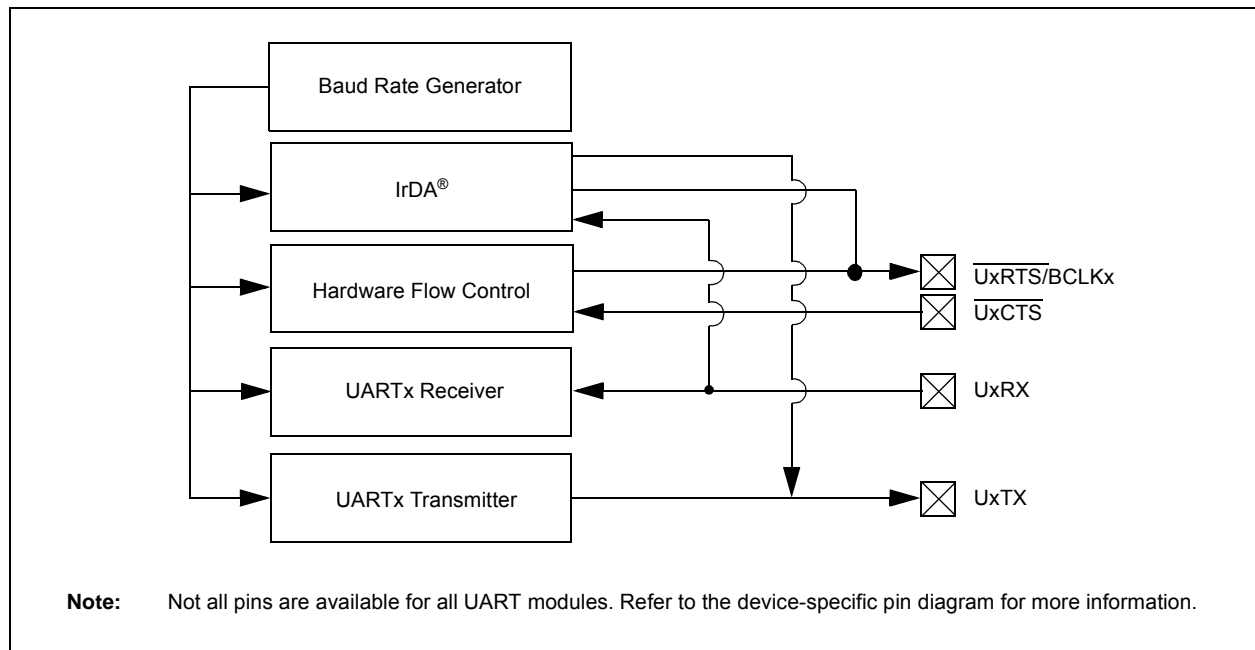 Baud Rate Generator
IrDA®
Hardware Flow Control
UxRTS/BCLKx
UxCTS
UARTx Receiver
UxRX
UARTx Transmitter
UxTX
Note: Not all pins are available for all UART modules. Refer to the device-specific pin diagram for more information.